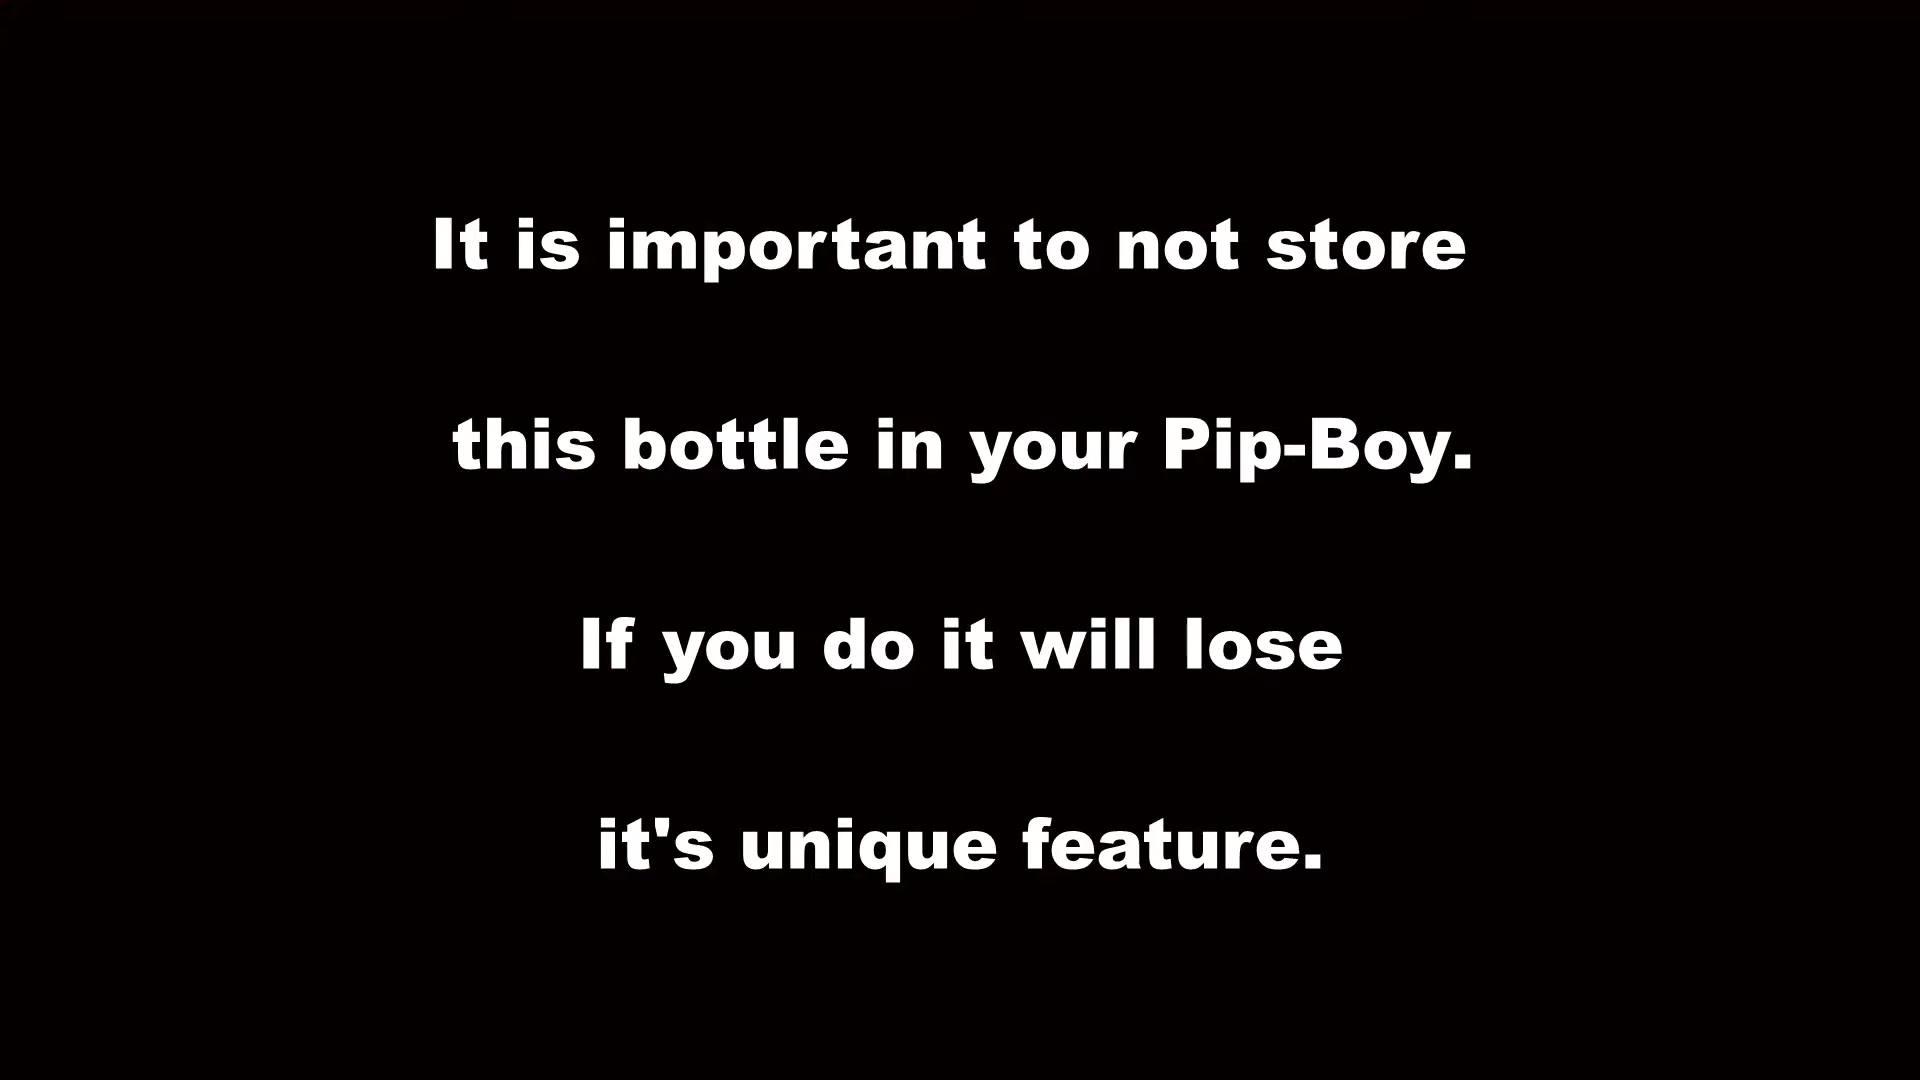 It is important to not store
this bottle in your Pip-Boy.
If you do it will lose
it's unique feature.